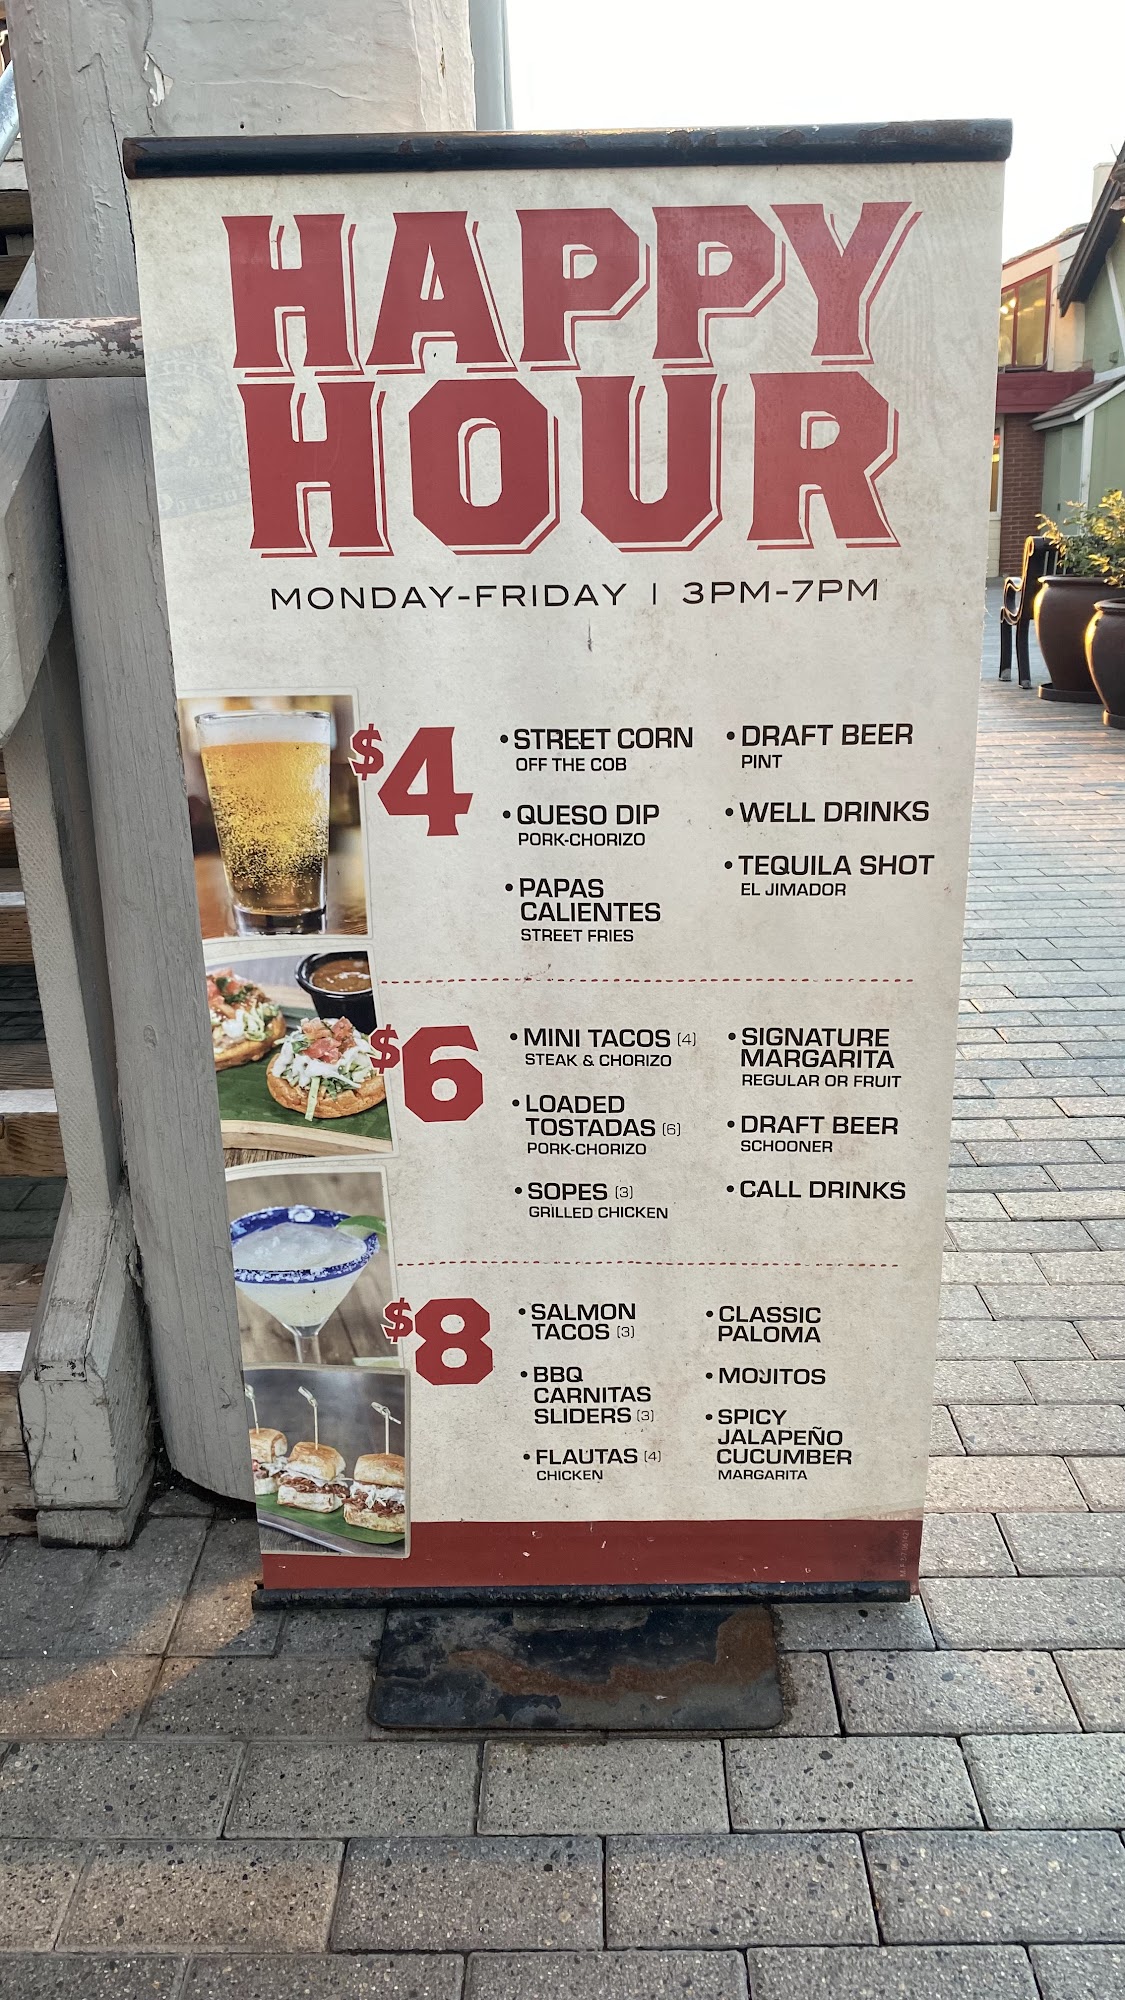 HAPPY
HOUR
MONDAY-FRIDAY | 3PM-7PM
$4
• STREET CORN
OFF THE COB
• QUESO DIP
PORK-CHORIZO
• PAPAS
CALIENTES
STREET FRIES
• DRAFT BEER
PINT
• WELL DRINKS
• TEQUILA SHOT
EL JIMADOR
$6
• MINI TACOS (4)
STEAK & CHORIZO
• LOADED
TOSTADAS (6)
PORK-CHORIZO
• SOPES (3)
GRILLED CHICKEN
• SIGNATURE
MARGARITA
REGULAR OR FRUIT
• DRAFT BEER
SCHOONER
• CALL DRINKS
$8
• SALMON
TACOS (3)
• BBQ
CARNITAS
SLIDERS (3)
• FLAUTAS (4)
CHICKEN
• CLASSIC
PALOMA
• MOJITOS
• SPICY
JALAPEÑO
CUCUMBER
MARGARITA